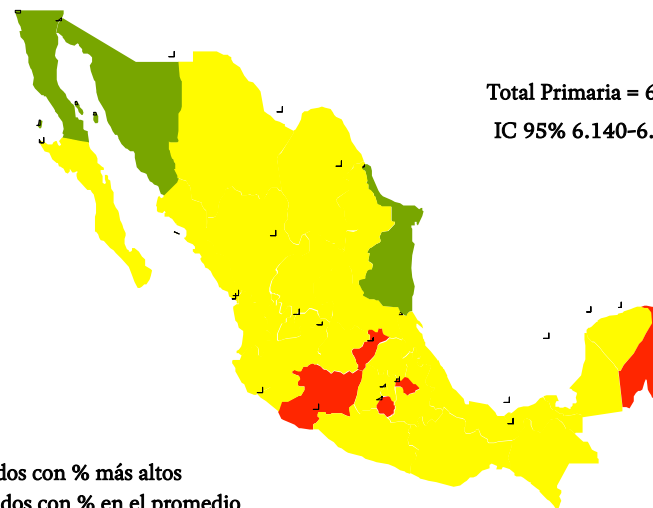 Total Primaria = 6
IC 95% 6.140-6.
dos con % más altos
dos con % en el promedio